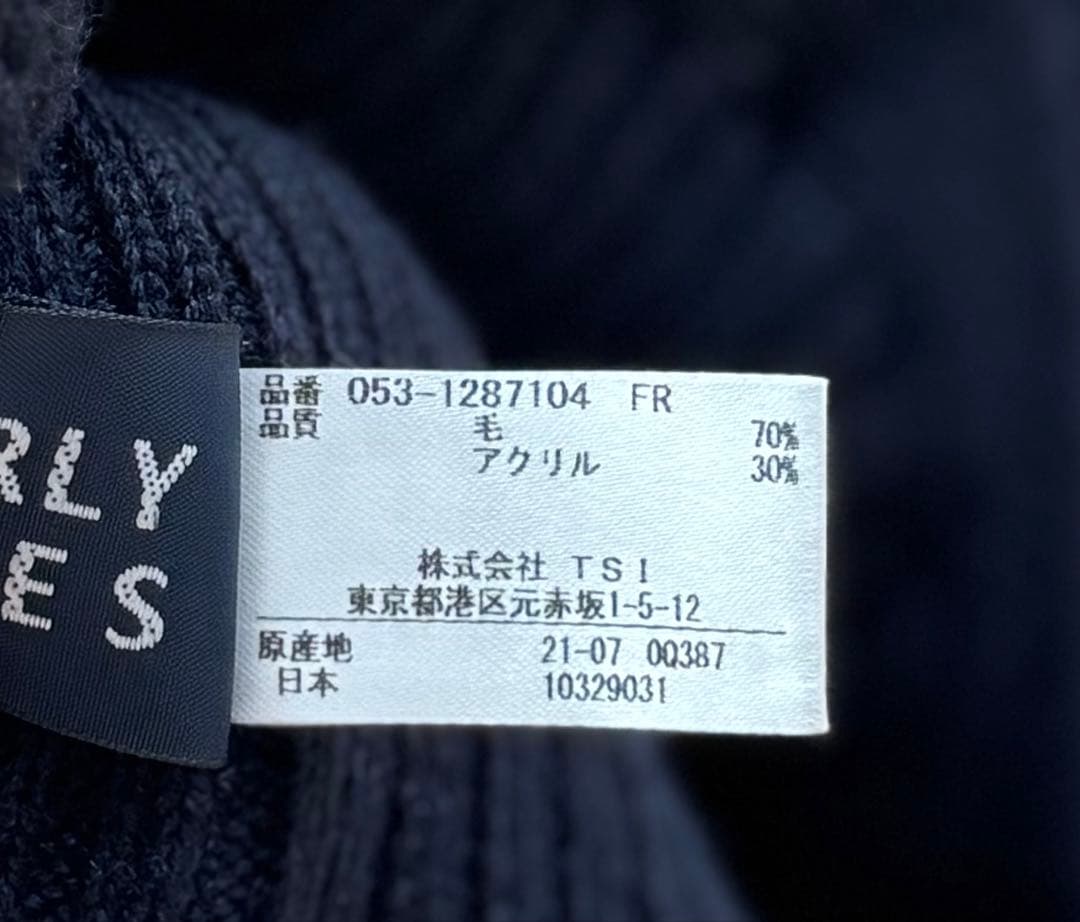 RLY
ES
品番 053-1287104 FR
品質 毛 70%
アクリル 30%
株式会社 TSI
東京都港区元赤坂1-5-12
原産地 21-07 00387
日本 10329031